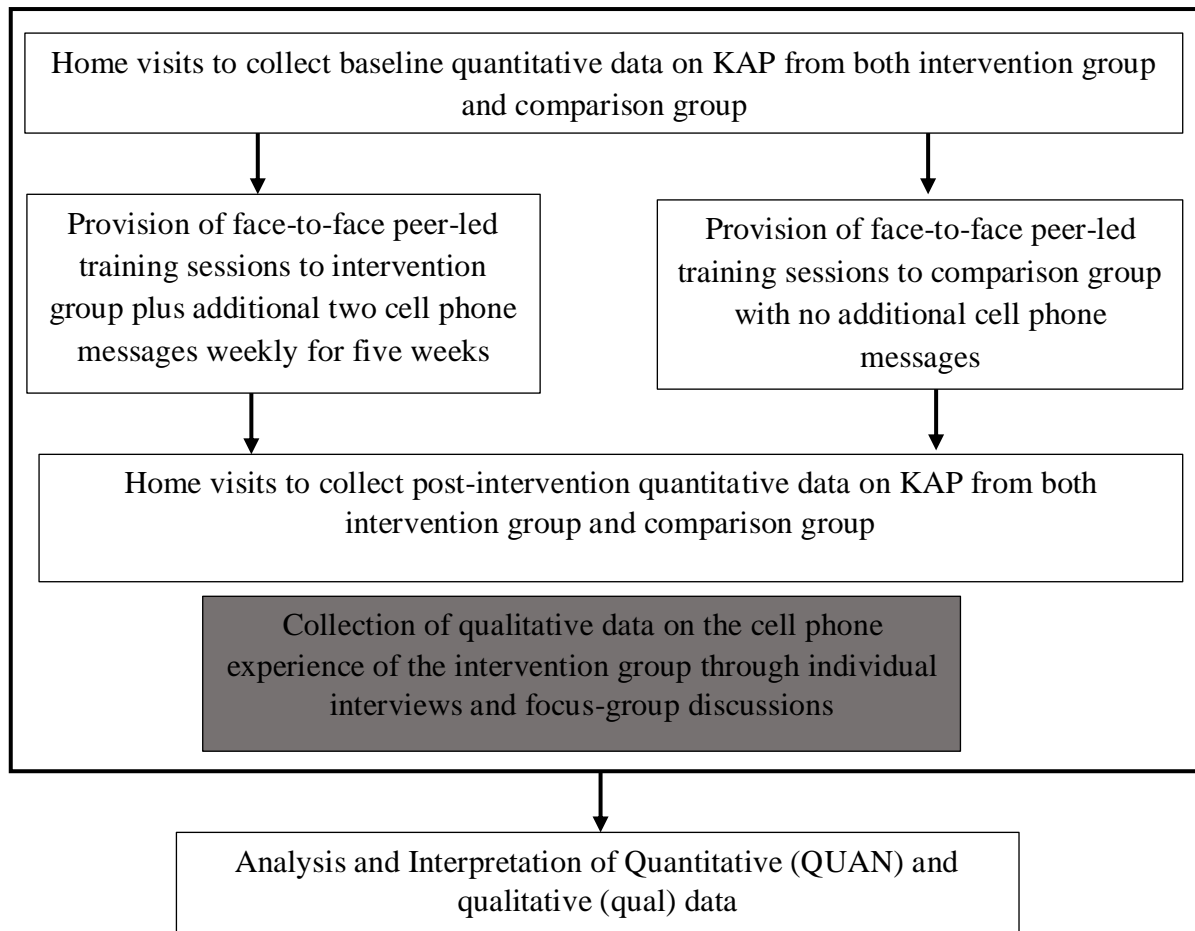 Home visits to collect baseline quantitative data on KAP from both intervention group
and comparison group
Provision of face-to-face peer-led
training sessions to intervention
group plus additional two cell phone
messages weekly for five weeks
Provision of face-to-face peer-led
training sessions to comparison group
with no additional cell phone
messages
Home visits to collect post-intervention quantitative data on KAP from both
intervention group and comparison group
Collection of qualitative data on the cell phone
experience of the intervention group through individual
interviews and focus-group discussions
Analysis and Interpretation of Quantitative (QUAN) and
qualitative (qual) data